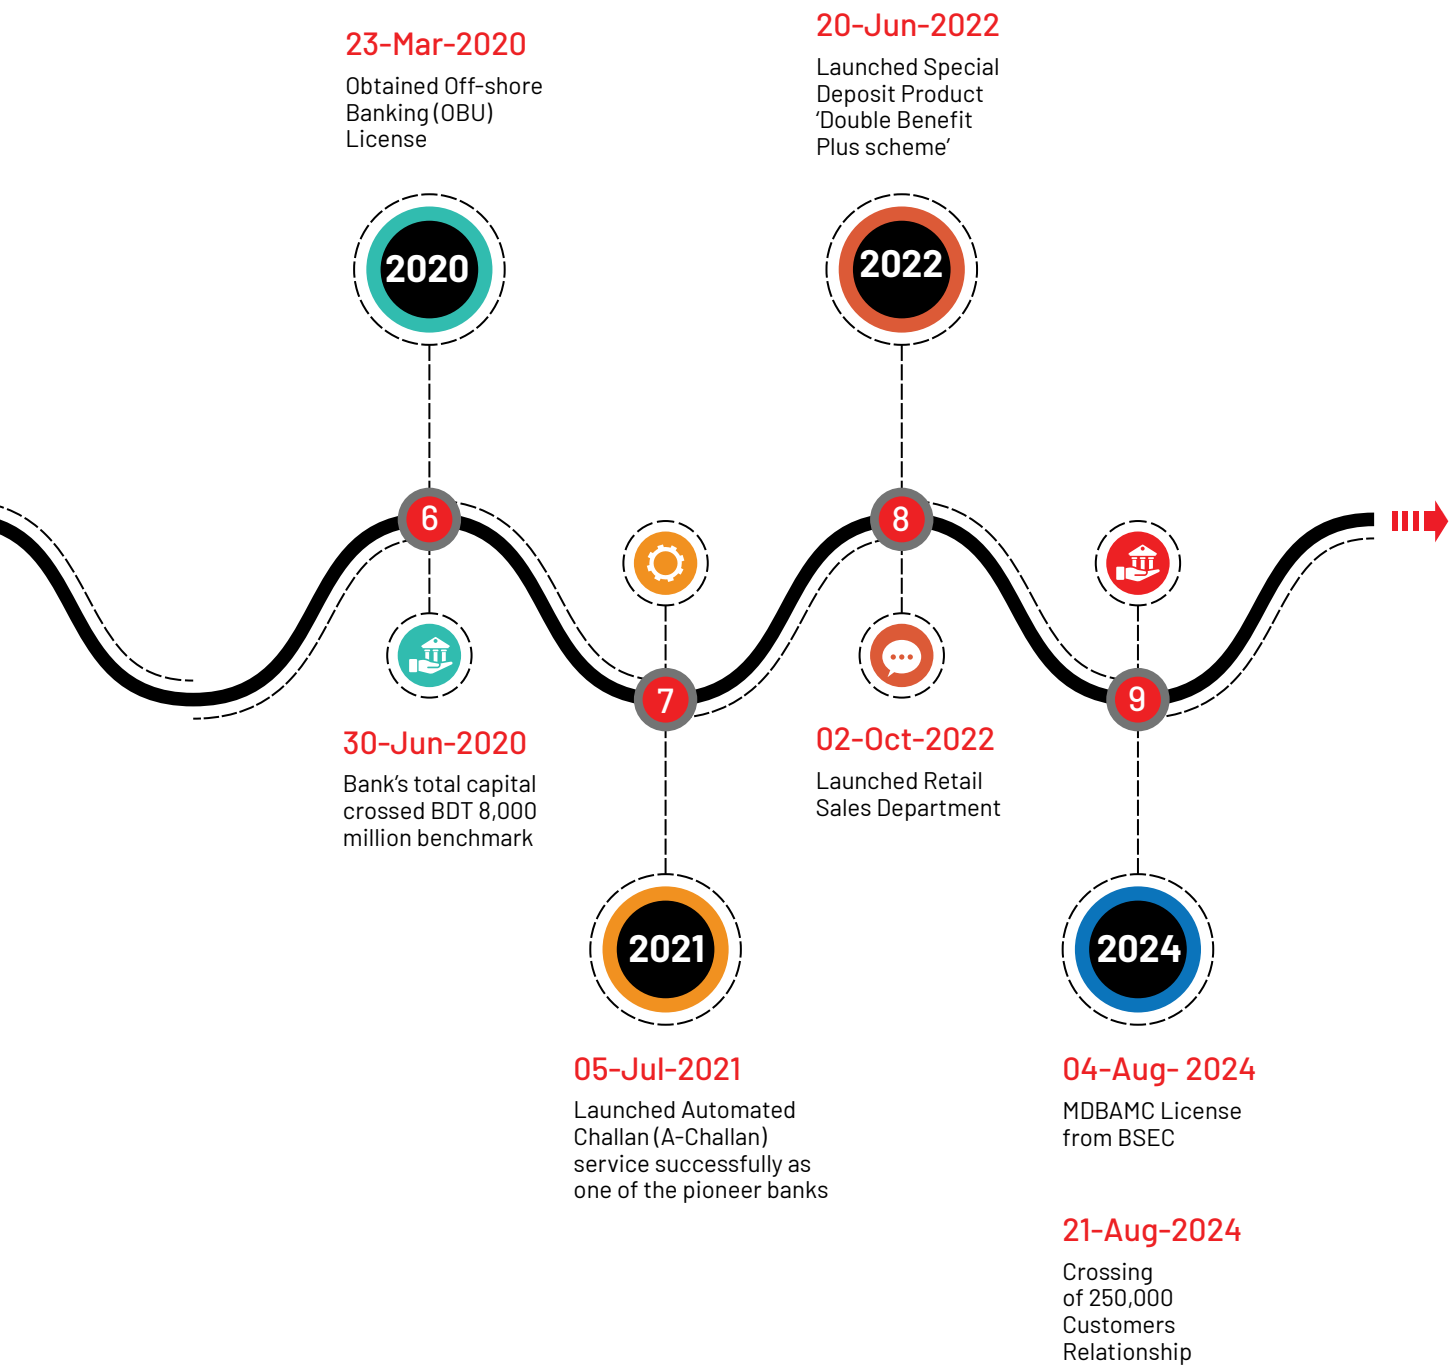 23-Mar-2020
Obtained Off-shore
Banking (OBU)
License
2020
6
30-Jun-2020
Bank's total capital
crossed BDT 8,000
million benchmark
7
2021
05-Jul-2021
Launched Automated
Challan (A-Challan)
service successfully as
one of the pioneer banks
20-Jun-2022
Launched Special
Deposit Product
‘Double Benefit
Plus scheme’
2022
8
02-Oct-2022
Launched Retail
Sales Department
9
2024
04-Aug- 2024
MDBAMC License
from BSEC
21-Aug-2024
Crossing
of 250,000
Customers
Relationship